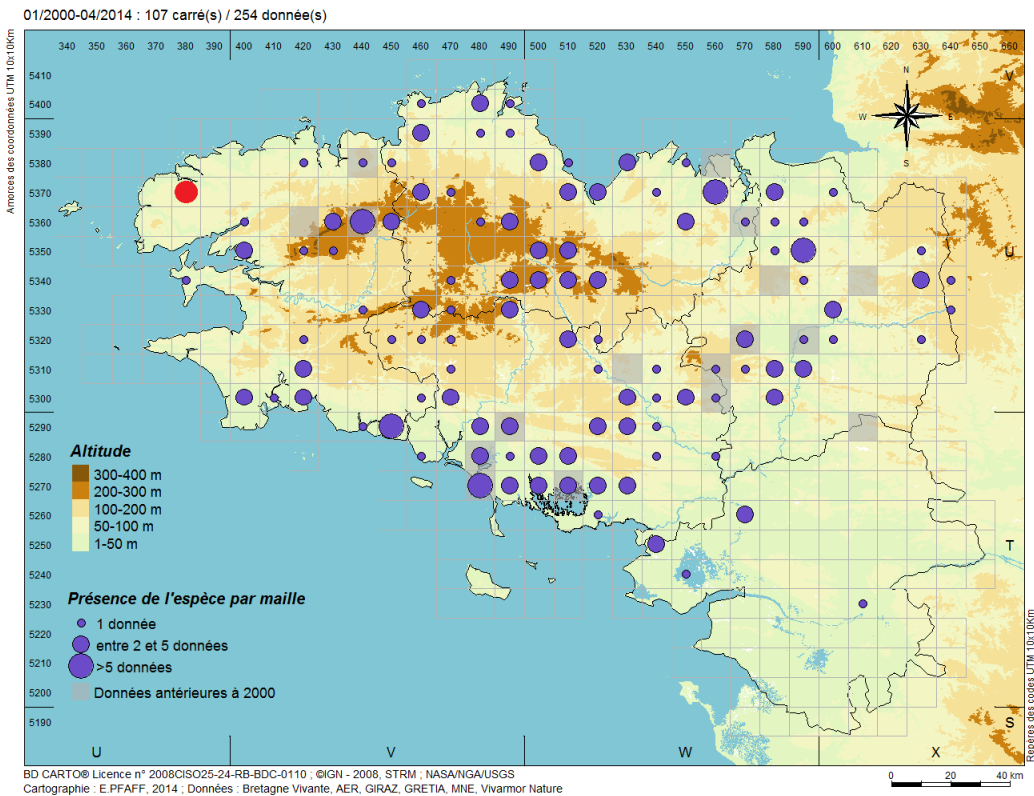 01/2000-04/2014 : 107 carré(s) / 254 donnée(s)
Amorces des coordonnées UTM 10x10Km
340 350 360 370 380 390 400 410 420 430 440 450 460 470 480 490 500 510 520 530 540 550 560 570 580 590 600 610 620 630 640 650 660
5410
5400
5390
5380
5370
5360
5350
5340
5330
5320
5310
5300
5290
5280
5270
5260
5250
5240
5230
5220
5210
5200
5190
N
W E
S
V
U
T
S
Altitude
300-400 m
200-300 m
100-200 m
50-100 m
1-50 m
Présence de l'espèce par maille
1 donnée
entre 2 et 5 données
>5 données
Données antérieures à 2000
U V W X
Repères des codes UTM 10x10Km
BD CARTO® Licence n° 2008CISO25-24-RB-BDC-0110 ; ©IGN - 2008, STRM ; NASA/NGA/USGS
Cartographie : E.PFAFF, 2014 ; Données : Bretagne Vivante, AER, GIRAZ, GRETIA, MNE, Vivamor Nature
0 20 40 km